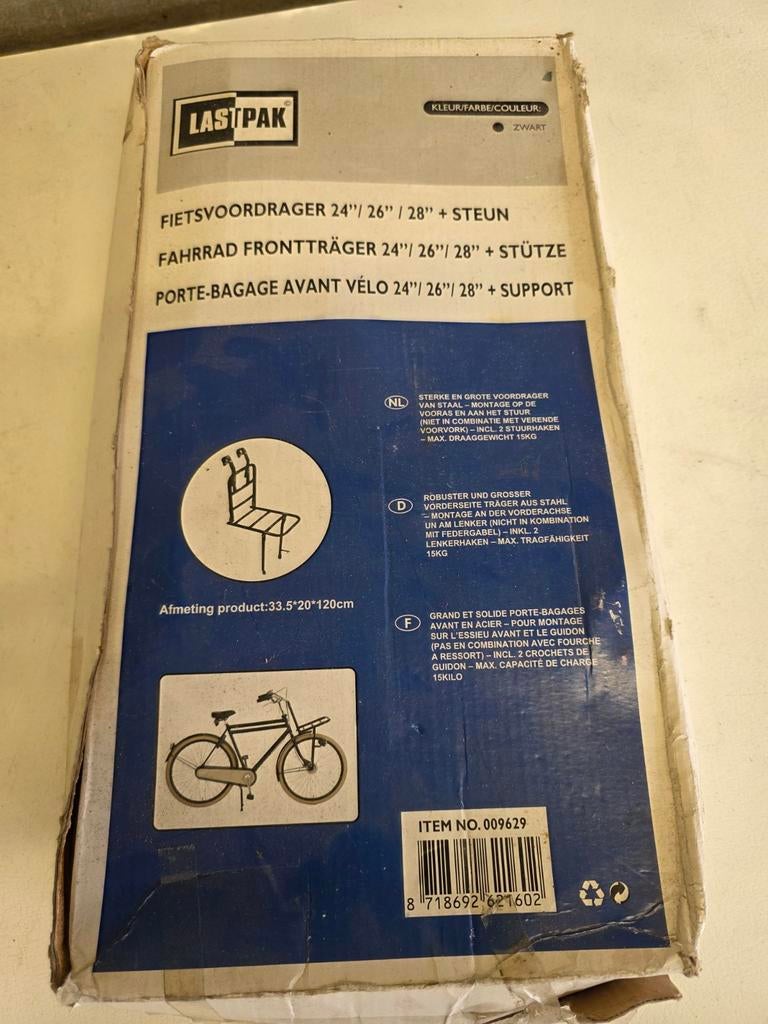 LASTPAK
KLEUR/FARBE/COULEUR:
ZWART
FIETSVOORDRAGER 24"/ 26" / 28" + STEUN
FAHRRAD FRONTTRÄGER 24"/ 26"/ 28" + STÜTZE
PORTE-BAGAGE AVANT VÉLO 24"/ 26"/ 28" + SUPPORT
NL
STERKE EN GROTE VOORDRAGER
VAN STAAL – MONTAGE OP DE
VOORAS EN AAN HET STUUR
(NIET IN COMBINATIE MET VERENDE
VOORVORK) – INCL. 2 STUURHAKEN
– MAX. DRAAGGEWICHT 15KG
D
ROBUSTER UND GROSSER
VORDERSEITE TRÄGER AUS STAHL
– MONTAGE AN DER VORDERACHSE
UN AM LENKER (NICHT IN KOMBINATION
MIT FEDERGABEL) – INKL. 2
LENKERHAKEN – MAX. TRAGFÄHIGKEIT
15KG
Afmeting product:33.5*20*120cm
F
GRAND ET SOLIDE PORTE-BAGAGES
AVANT EN ACIER – POUR MONTAGE
SUR L'ESSIEU AVANT ET LE GUIDON
(PAS EN COMBINATION AVEC FOURCHE
A RESSORT) – INCL. 2 CROCHETS DE
GUIDON – MAX. CAPACITÉ DE CHARGE
15KILO
ITEM NO. 009629
8 718692 621602